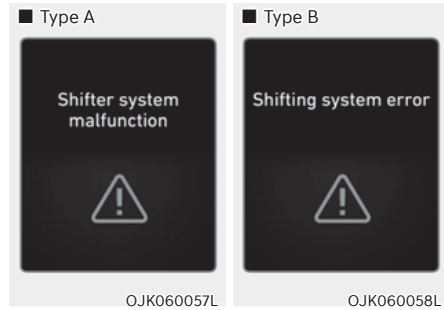 ■ Type A
Shifter system
malfunction
OJK060057L
■ Type B
Shifting system error
OJK060058L